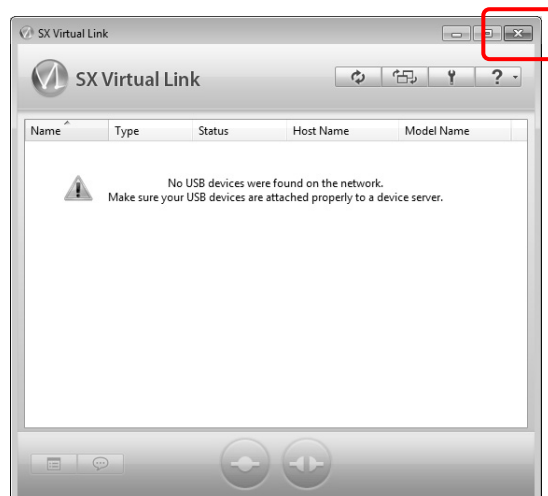 SX Virtual Link
SX Virtual Link
?
Name Type Status Host Name Model Name
No USB devices were found on the network.
Make sure your USB devices are attached properly to a device server.